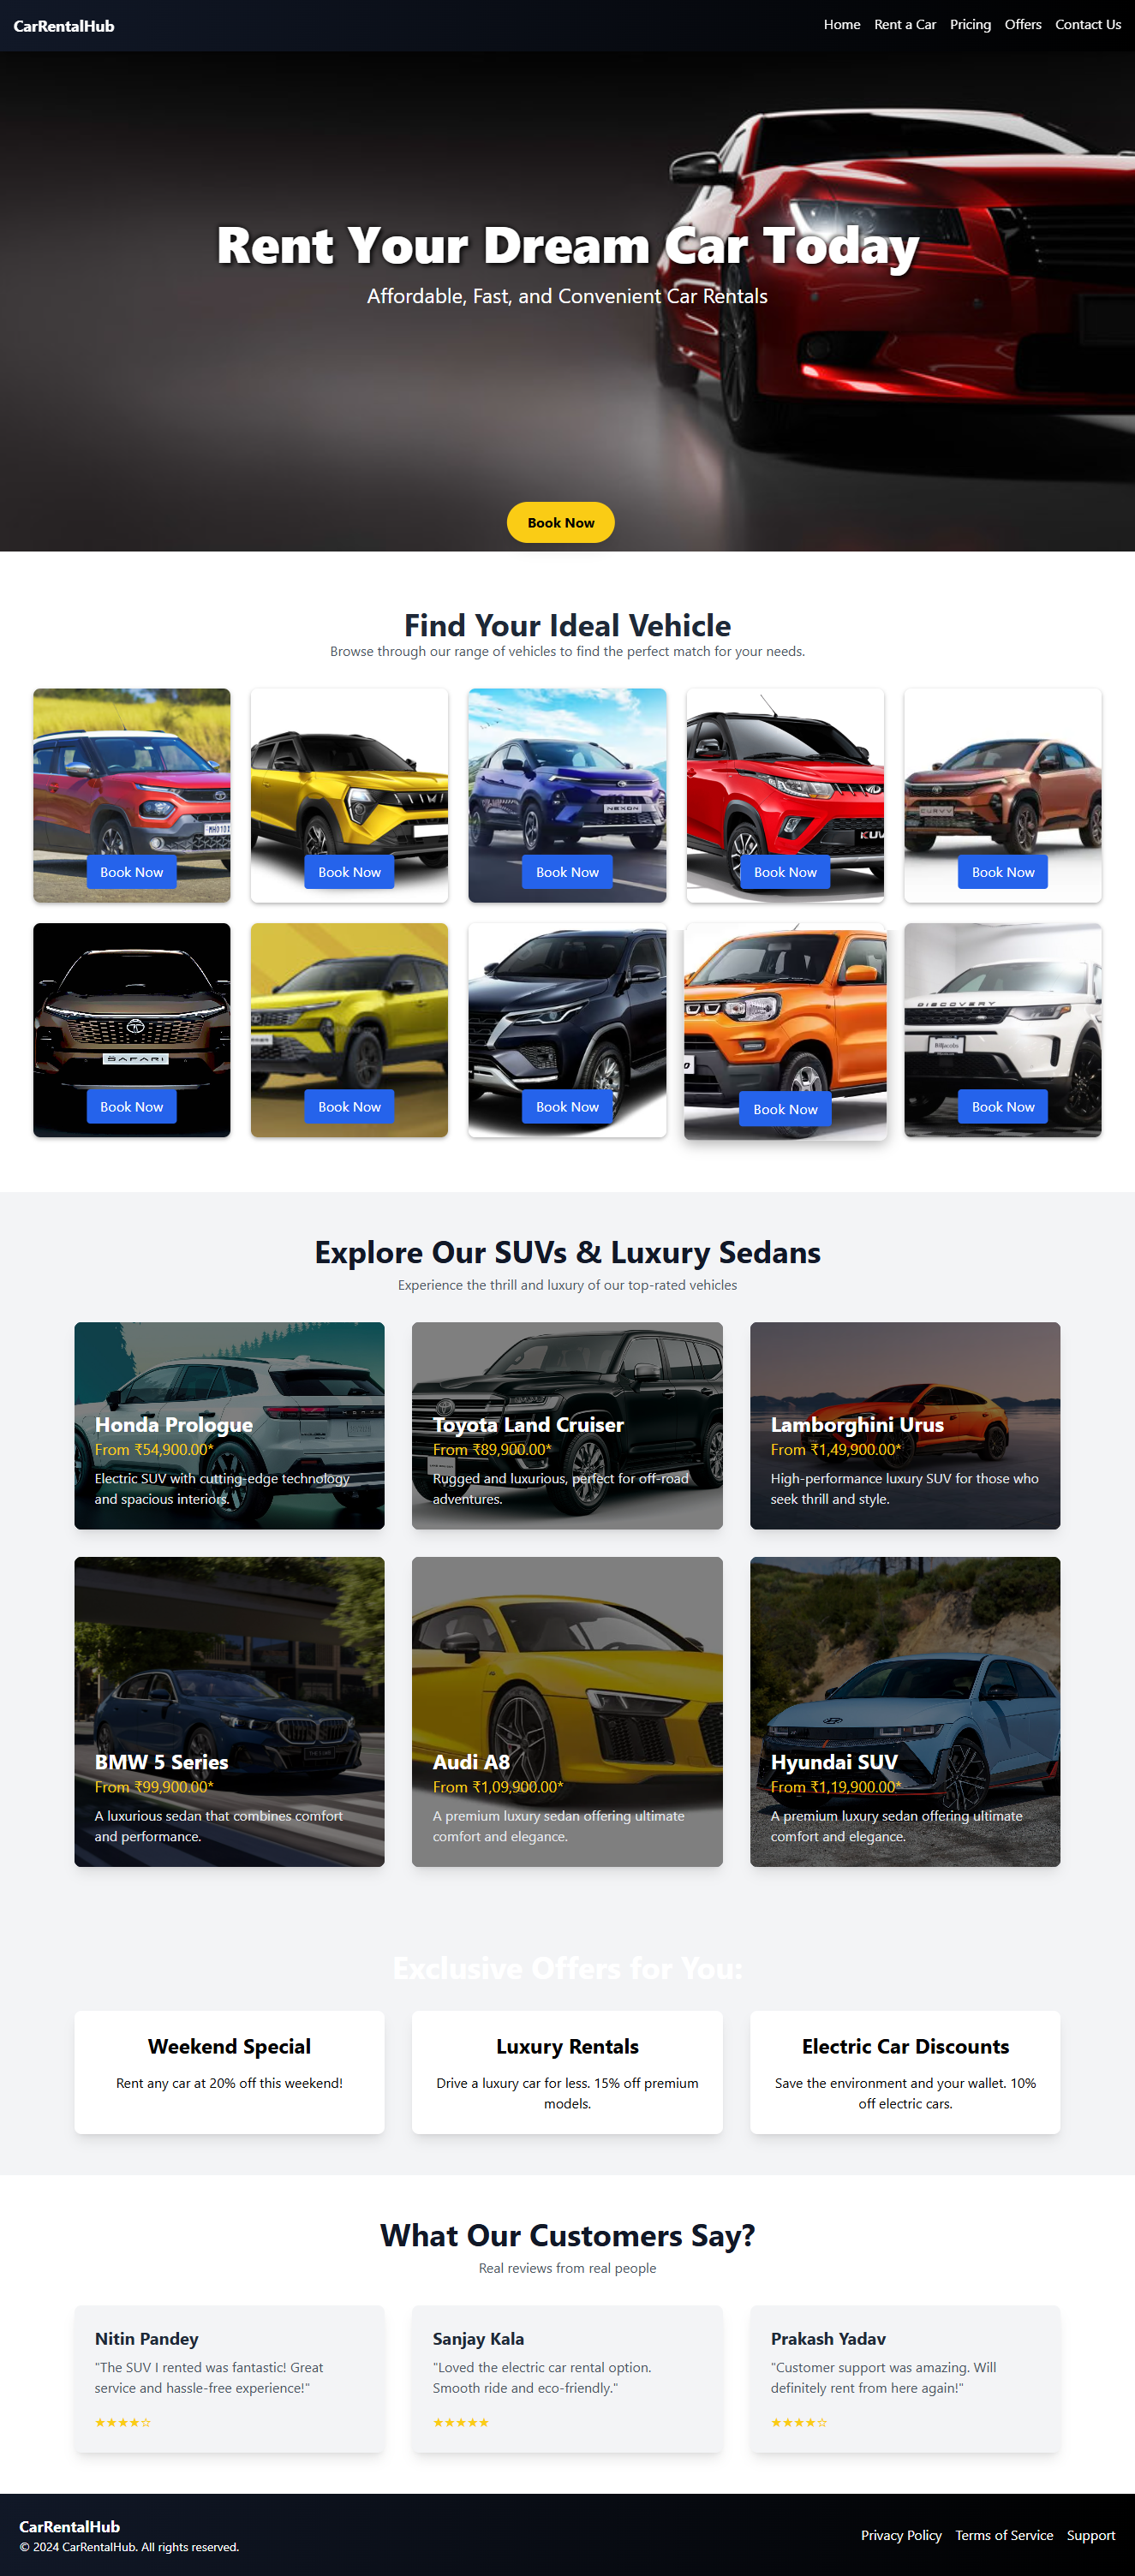 CarRentalHub
Home Rent a Car Pricing Offers Contact Us
Rent Your Dream Car Today
Affordable, Fast, and Convenient Car Rentals
Book Now
Find Your Ideal Vehicle
Browse through our range of vehicles to find the perfect match for your needs.
NEXON
KUV
CURVV
Book Now
Book Now
Book Now
Book Now
Book Now
SAFARI
DISCOVERY
Book Now
Book Now
Book Now
Book Now
Book Now
Explore Our SUVs & Luxury Sedans
Experience the thrill and luxury of our top-rated vehicles
Honda Prologue
From ₹54,900.00*
Electric SUV with cutting-edge technology
and spacious interiors.
Toyota Land Cruiser
From ₹89,900.00*
Rugged and luxurious, perfect for off-road
adventures.
Lamborghini Urus
From ₹1,49,900.00*
High-performance luxury SUV for those who
seek thrill and style.
BMW 5 Series
From ₹99,900.00*
A luxurious sedan that combines comfort
and performance.
Audi A8
From ₹1,09,900.00*
A premium luxury sedan offering ultimate
comfort and elegance.
Hyundai SUV
From ₹1,19,900.00*
A premium luxury sedan offering ultimate
comfort and elegance.
Exclusive Offers for You:
Weekend Special
Rent any car at 20% off this weekend!
Luxury Rentals
Drive a luxury car for less. 15% off premium
models.
Electric Car Discounts
Save the environment and your wallet. 10%
off electric cars.
What Our Customers Say?
Real reviews from real people
Nitin Pandey
"The SUV I rented was fantastic! Great
service and hassle-free experience!"
★★★★☆
Sanjay Kala
"Loved the electric car rental option.
Smooth ride and eco-friendly."
★★★★★
Prakash Yadav
"Customer support was amazing. Will
definitely rent from here again!"
★★★★☆
CarRentalHub
© 2024 CarRentalHub. All rights reserved.
Privacy Policy Terms of Service Support